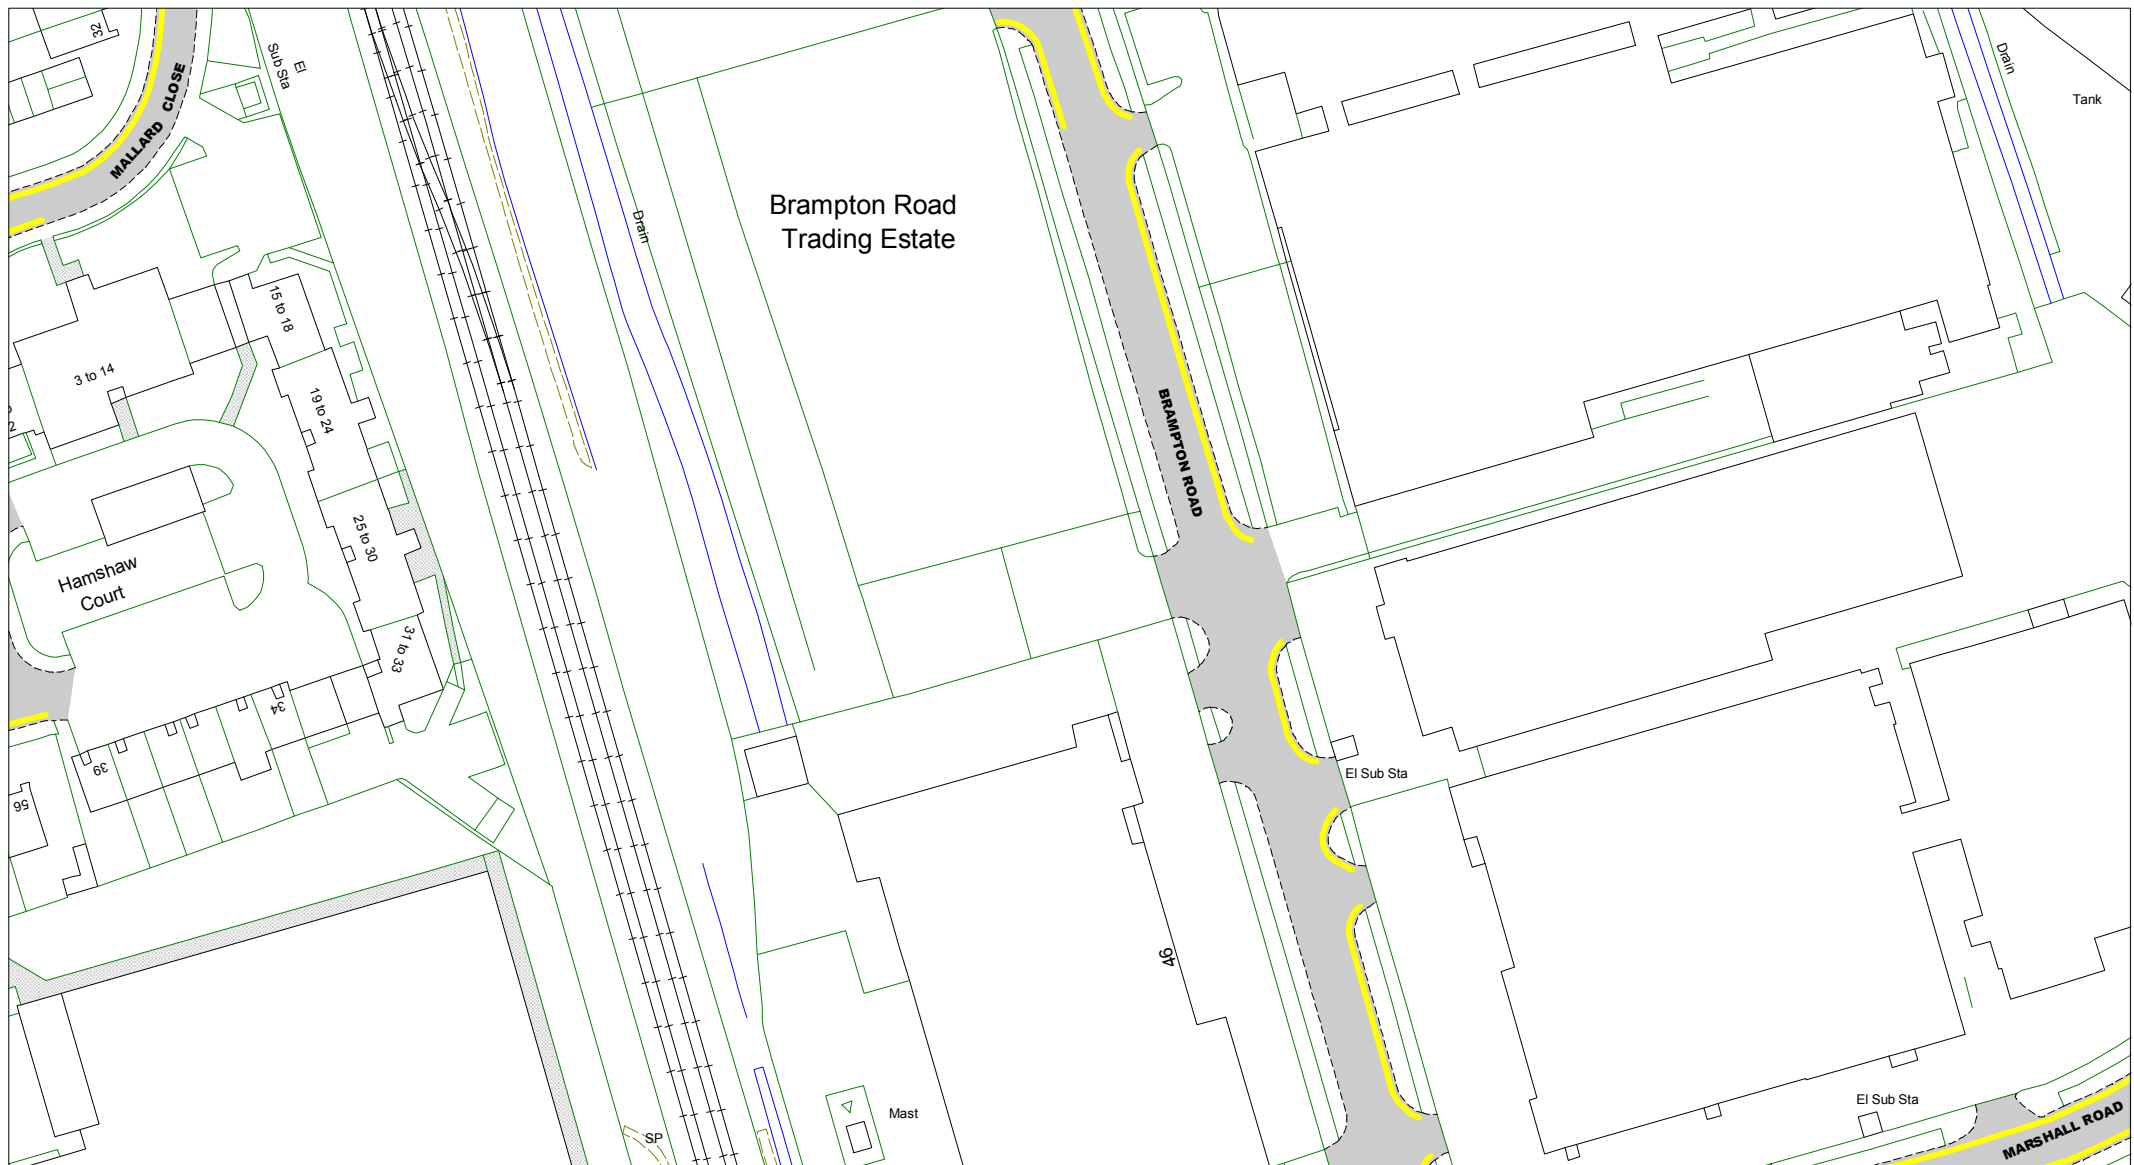 32
El
Sub Sta
MALLARD CLOSE
Drain
Tank
Drain
Brampton Road
Trading Estate
15 to 18
3 to 14
19 to 24
2
BRAMPTON ROAD
25 to 30
Hamshaw
Court
31 to 33
34
39
56
El Sub Sta
46
Mast
SP
El Sub Sta
MARSHALL ROAD